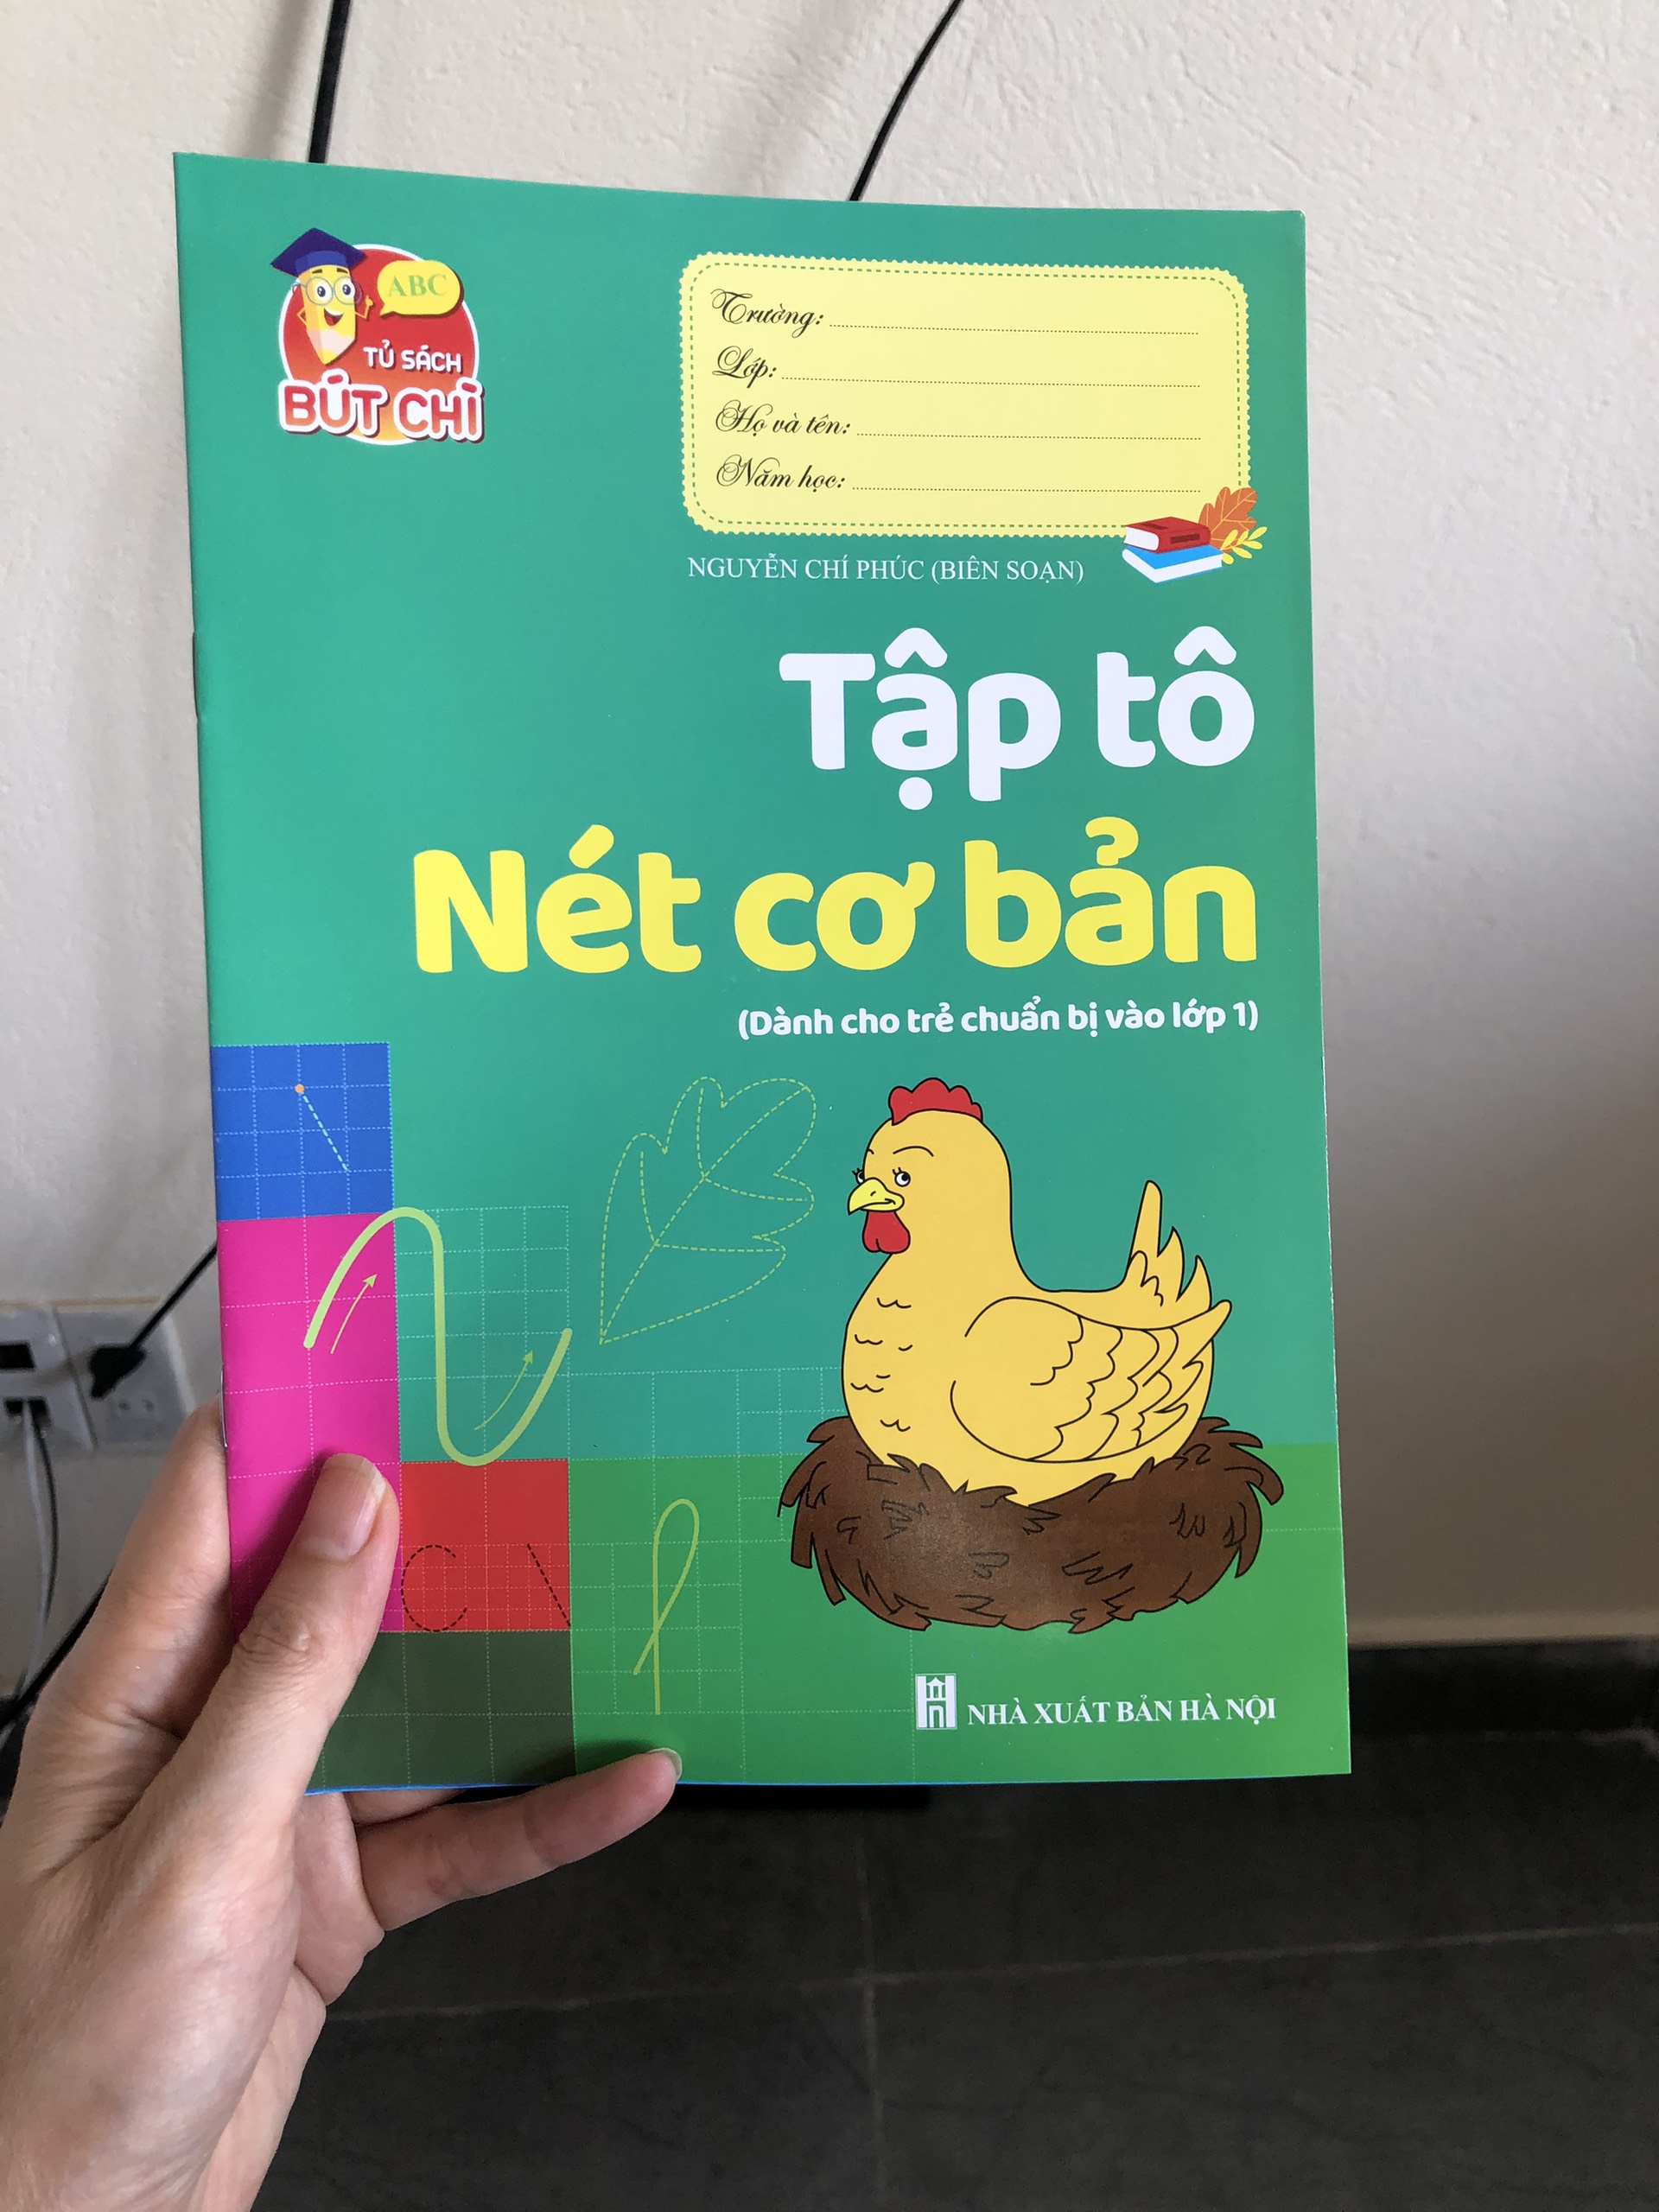 ABC
TỦ SÁCH
BÚT CHÌ
Trường:
Lớp:
Họ và tên:
Năm học:
NGUYỄN CHÍ PHÚC (BIÊN SOẠN)
Tập tô
Nét cơ bản
(Dành cho trẻ chuẩn bị vào lớp 1)
NHÀ XUẤT BẢN HÀ NỘI